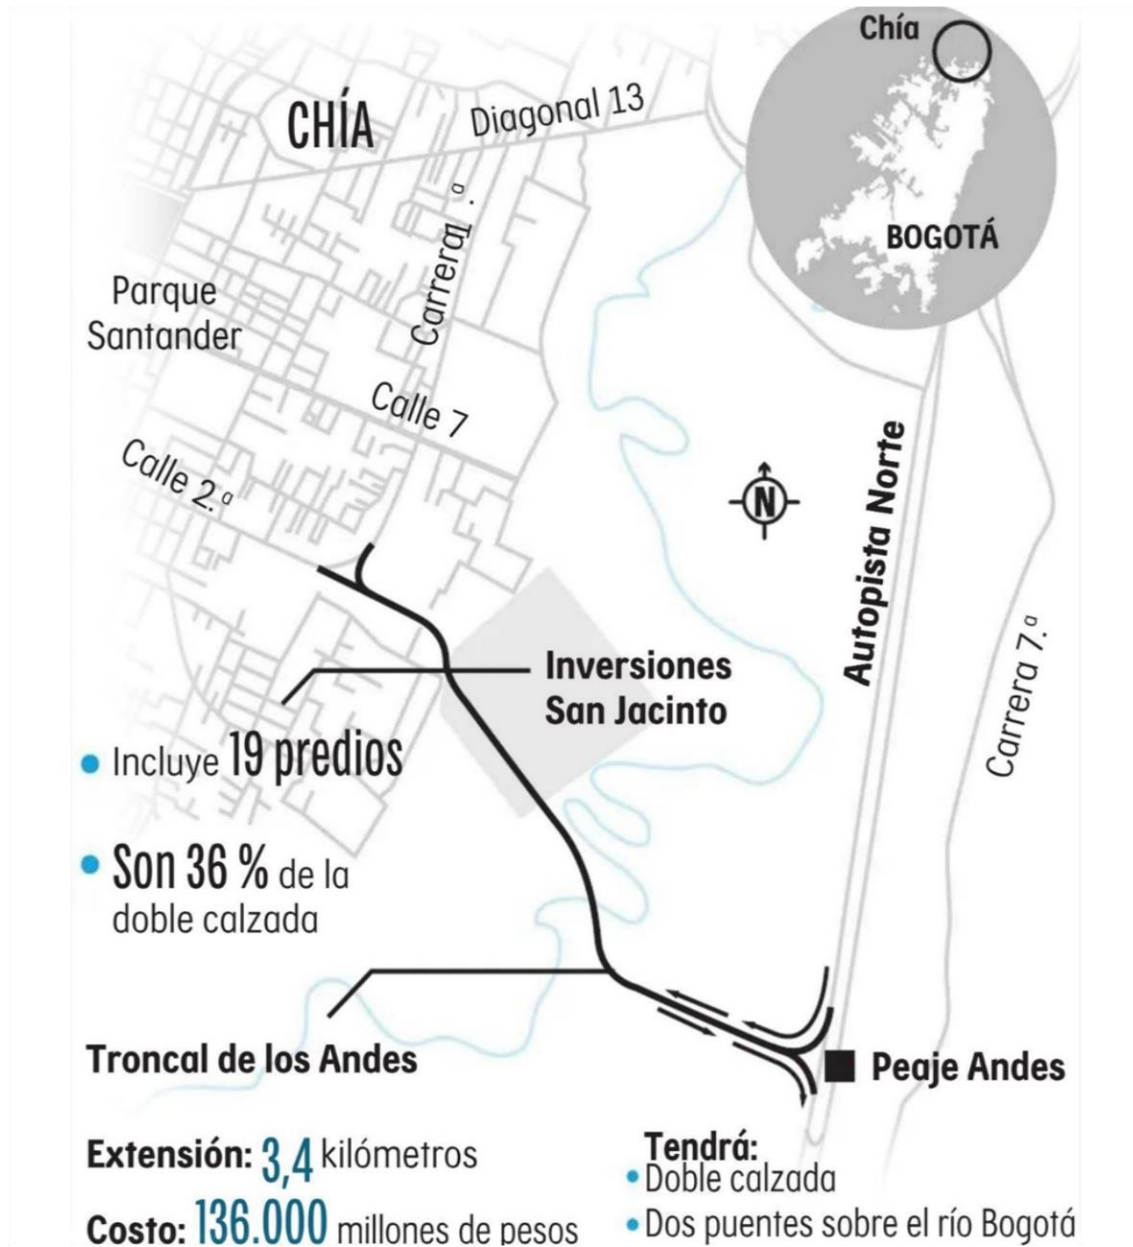 Chía
CHÍA
Diagonal 13
BOGOTÁ
Carrera 1.ª
Parque
Santander
Calle 7
Calle 2.ª
N
Autopista Norte
Carrera 7.ª
Inversiones
San Jacinto
• Incluye 19 predios
• Son 36 % de la
doble calzada
Troncal de los Andes
Peaje Andes
Extensión: 3,4 kilómetros
Costo: 136.000 millones de pesos
Tendrá:
• Doble calzada
• Dos puentes sobre el río Bogotá